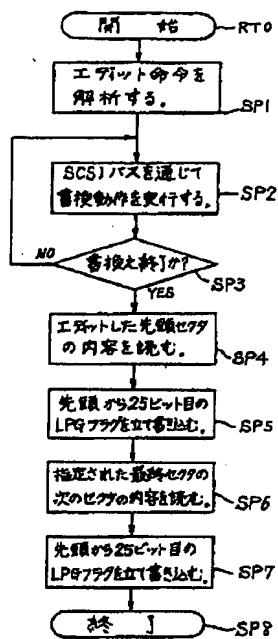 開始
RT0
エディット命令を
解析する。
SP1
SCSIバスを通じて
書換動作を実行する。
SP2
書換え終了か?
NO
SP3
YES
エディットした先頭セクタ
の内容を読む。
SP4
先頭から25ビット目の
LPGフラグを立て書き込む。
SP5
指定された最終セクタの
次のセクタの内容を読む。
SP6
先頭から25ビット目の
LPGフラグを立て書き込む。
SP7
終了
SP8